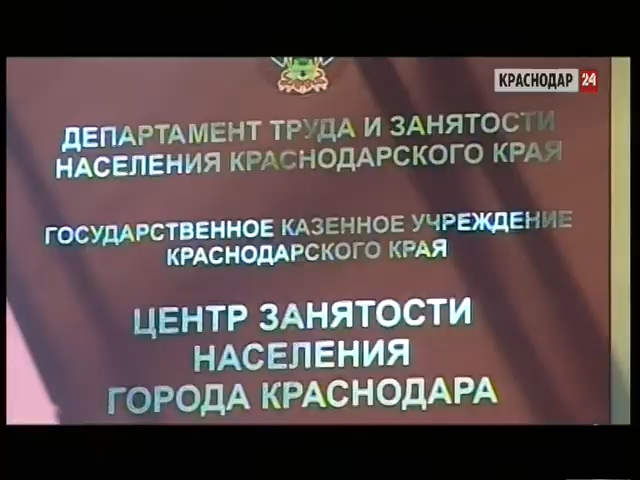 КРАСНОДАР 24
ДЕПАРТАМЕНТ ТРУДА И ЗАНЯТОСТИ
НАСЕЛЕНИЯ КРАСНОДАРСКОГО КРАЯ
ГОСУДАРСТВЕННОЕ КАЗЕННОЕ УЧРЕЖДЕНИЕ
КРАСНОДАРСКОГО КРАЯ
ЦЕНТР ЗАНЯТОСТИ
НАСЕЛЕНИЯ
ГОРОДА КРАСНОДАРА